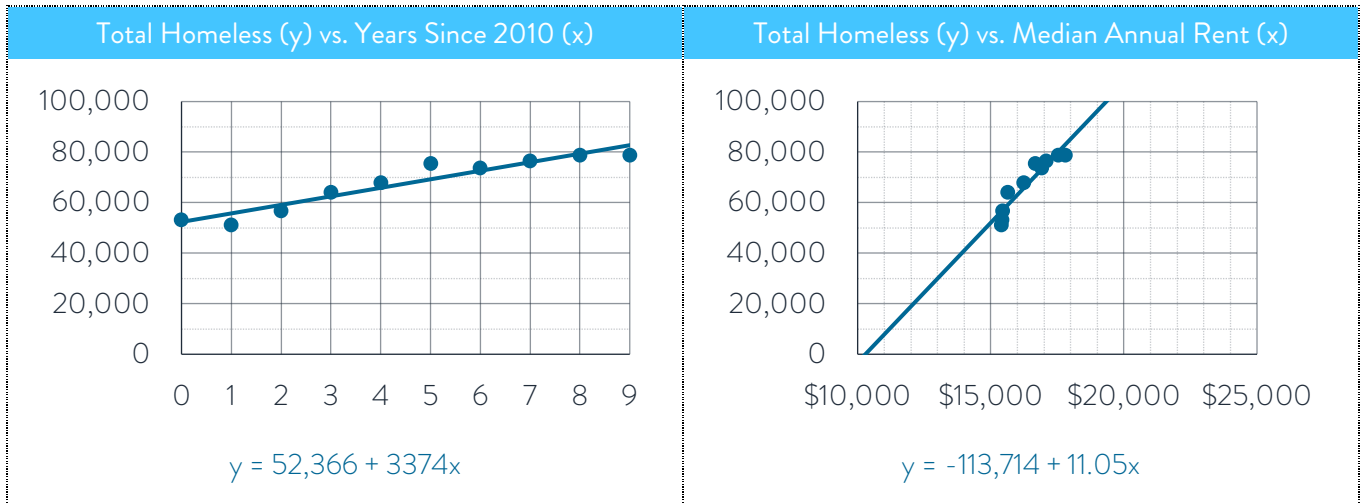 Total Homeless (y) vs. Years Since 2010 (x)
100,000
80,000
60,000
40,000
20,000
0
0 1 2 3 4 5 6 7 8 9
y = 52,366 + 3374x
Total Homeless (y) vs. Median Annual Rent (x)
100,000
80,000
60,000
40,000
20,000
0
$10,000 $15,000 $20,000 $25,000
y = -113,714 + 11.05x